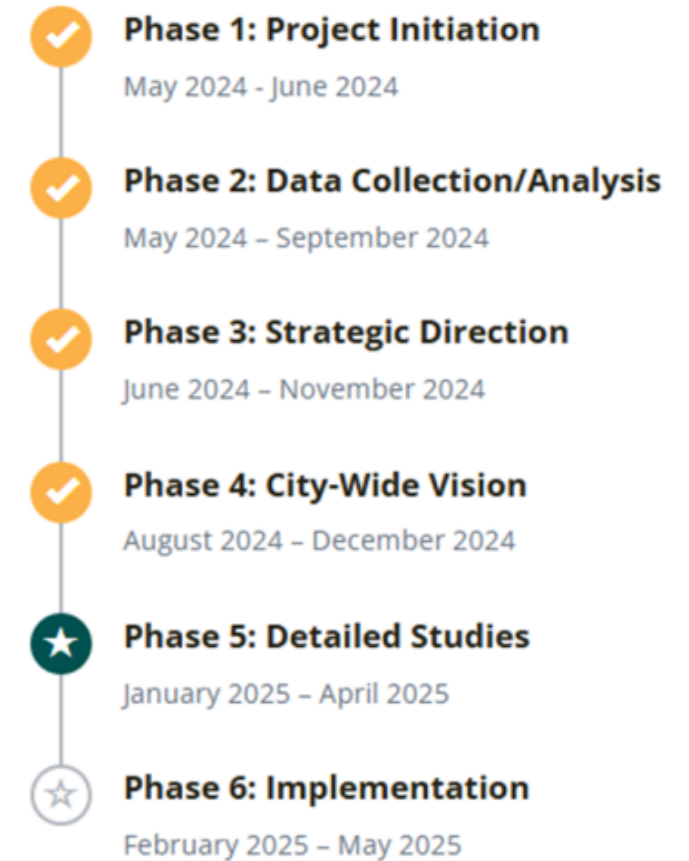 Phase 1: Project Initiation
May 2024 - June 2024
Phase 2: Data Collection/Analysis
May 2024 – September 2024
Phase 3: Strategic Direction
June 2024 – November 2024
Phase 4: City-Wide Vision
August 2024 – December 2024
Phase 5: Detailed Studies
January 2025 – April 2025
Phase 6: Implementation
February 2025 – May 2025